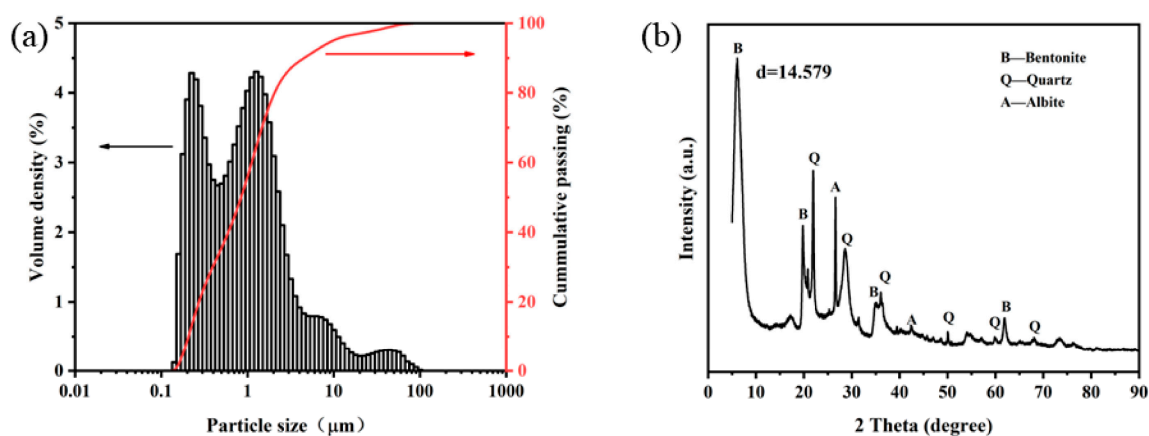 (a)
5
4
3
2
1
0
Volume density (%)
100
80
60
40
20
0
Cummulative passing (%)
0.01 0.1 1 10 100 1000
Particle size (μm)
(b)
B
d=14.579
B—Bentonite
Q—Quartz
A—Albite
B
Q
A
Q
B
Q
A
Q
Q
B
Q
Intensity (a.u.)
0 10 20 30 40 50 60 70 80 90
2 Theta (degree)